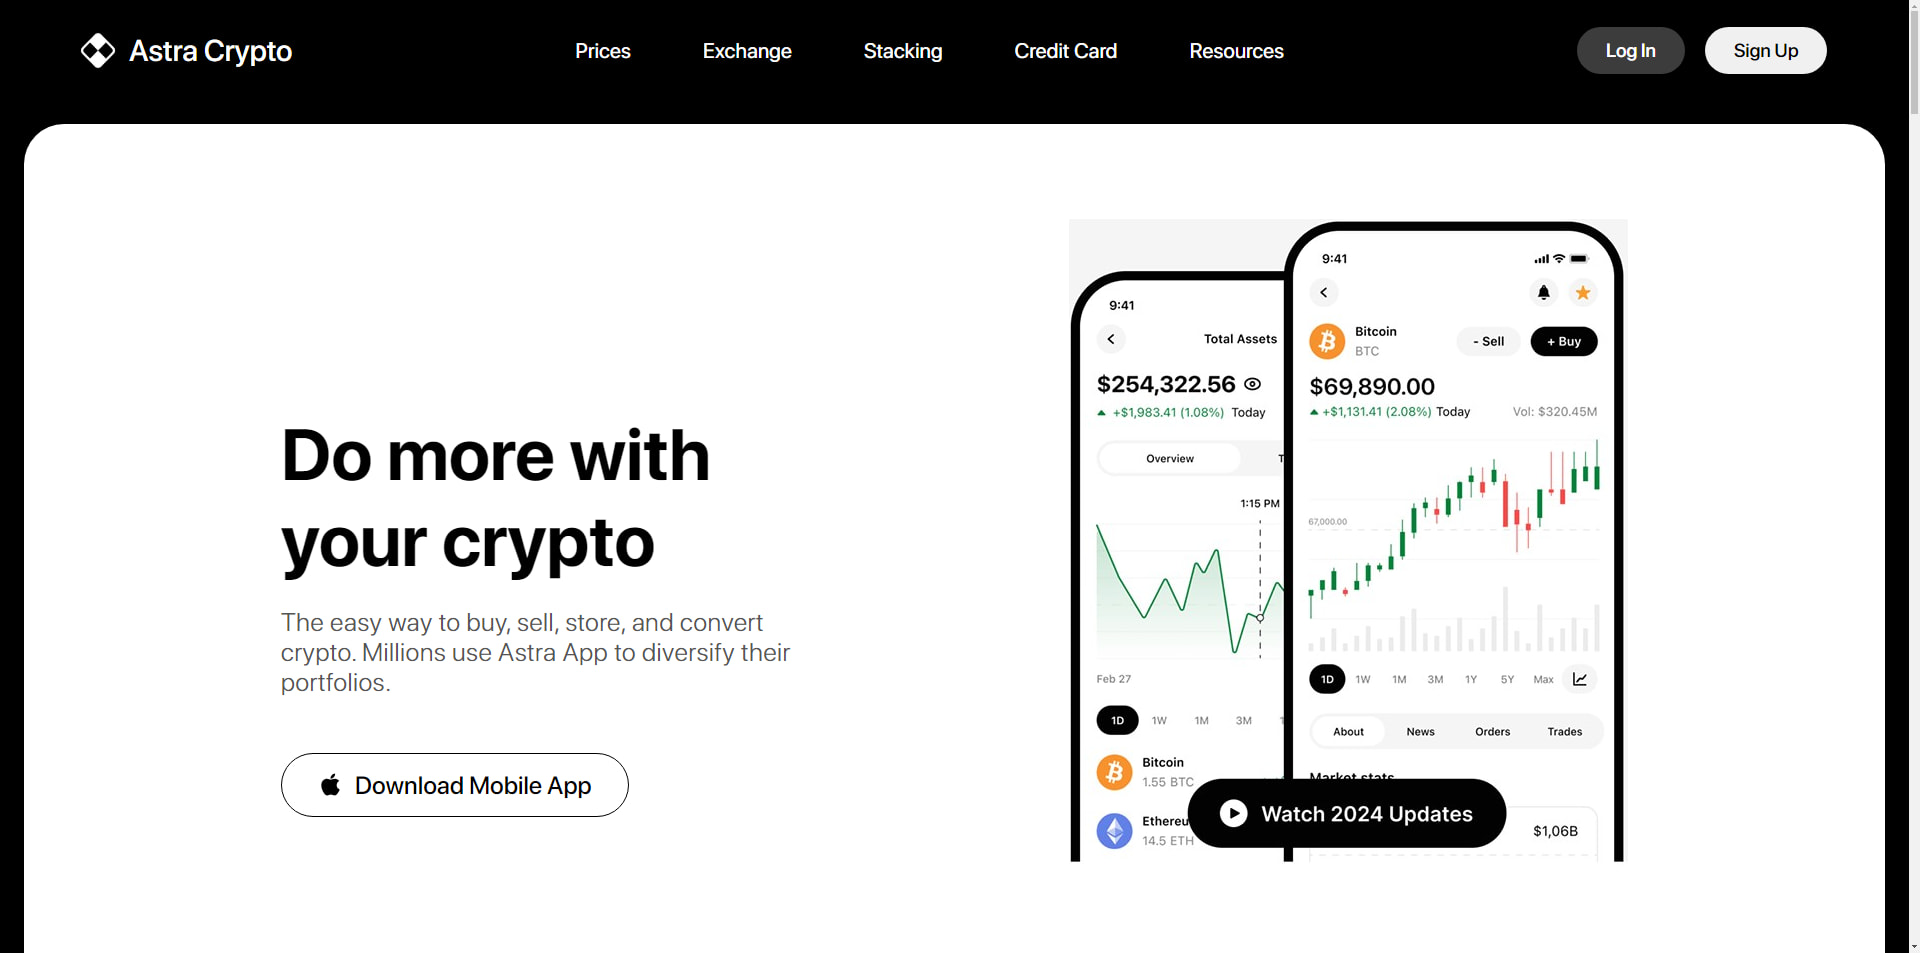 Astra Crypto
Prices
Exchange
Stacking
Credit Card
Resources
Log In
Sign Up
Do more with
your crypto
The easy way to buy, sell, store, and convert
crypto. Millions use Astra App to diversify their
portfolios.
Download Mobile App
9:41
Total Assets
$254,322.56
+$1,983.41 (1.08%) Today
Overview
T
1:15 PM
Feb 27
1D 1W 1M 3M 1
Bitcoin
1.55 BTC
Ethereu
14.5 ETH
9:41
Bitcoin
BTC
- Sell
+ Buy
$69,890.00
+$1,131.41 (2.08%) Today
Vol: $320.45M
67,000.00
1D 1W 1M 3M 1Y 5Y Max
About News Orders Trades
Market stats
$1,06B
Watch 2024 Updates